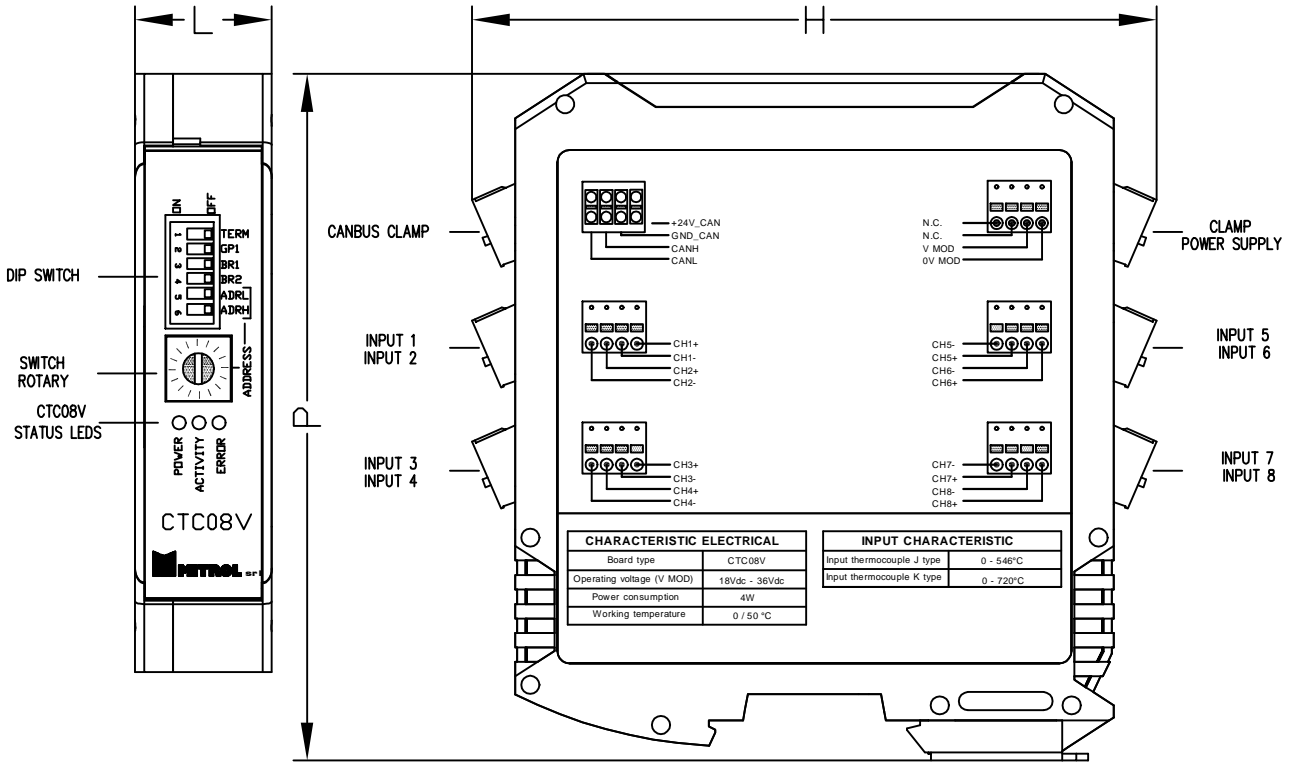 L
H
P
ON
OFF
1
TERM
2
GP1
3
BR1
4
BR2
5
ADRL
6
ADRH
ADDRESS
DIP SWITCH
SWITCH
ROTARY
CTC08V
STATUS LEDS
POWER
ACTIVITY
ERROR
CTC08V
MITROL srl
CANBUS CLAMP
+24V_CAN
GND_CAN
CANH
CANL
N.C.
N.C.
V MOD
0V MOD
CLAMP
POWER SUPPLY
INPUT 1
INPUT 2
CH1+
CH1-
CH2+
CH2-
CH5-
CH5+
CH6-
CH6+
INPUT 5
INPUT 6
INPUT 3
INPUT 4
CH3+
CH3-
CH4+
CH4-
CH7-
CH7+
CH8-
CH8+
INPUT 7
INPUT 8
CHARACTERISTIC ELECTRICAL
Board type CTC08V
Operating voltage (V MOD) 18Vdc - 36Vdc
Power consumption 4W
Working temperature 0 / 50 °C
INPUT CHARACTERISTIC
Input thermocouple J type 0 - 546°C
Input thermocouple K type 0 - 720°C